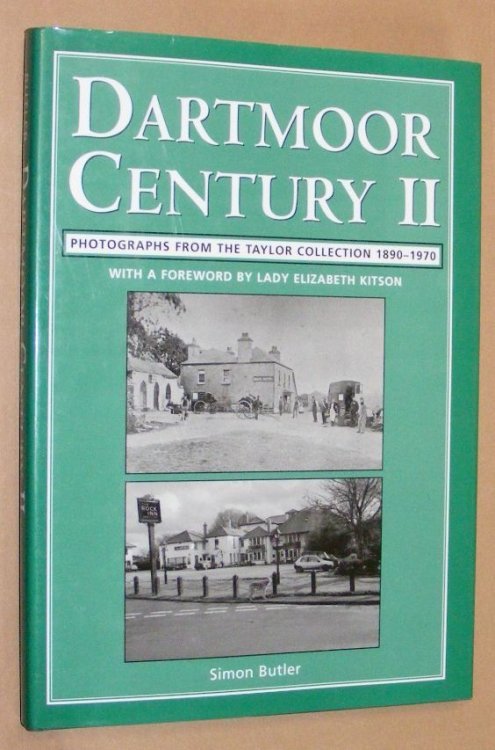 DARTMOOR
CENTURY II
PHOTOGRAPHS FROM THE TAYLOR COLLECTION 1890–1970
WITH A FOREWORD BY LADY ELIZABETH KITSON
ROCK
INN
Simon Butler